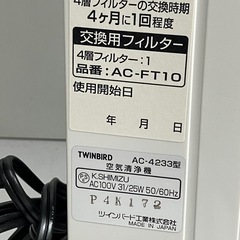 4層フィルターの交換時期
4ヶ月に1回程度
交換用フィルター
4層フィルター:1
品番:AC-FT10
使用開始日
年 月 日
TWINBIRD AC-4233型
空気清浄機
K.SHIMIZU
AC100V 31/25W 50/60Hz
P4K172
ツインバード工業株式会社
MADE IN JAPAN